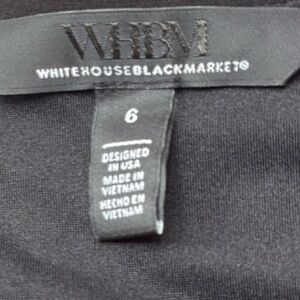 WHBM
WHITEHOUSEBLACKMARKET®
6
DESIGNED
IN USA
MADE IN
VIETNAM
HECHO EN
VIETNAM